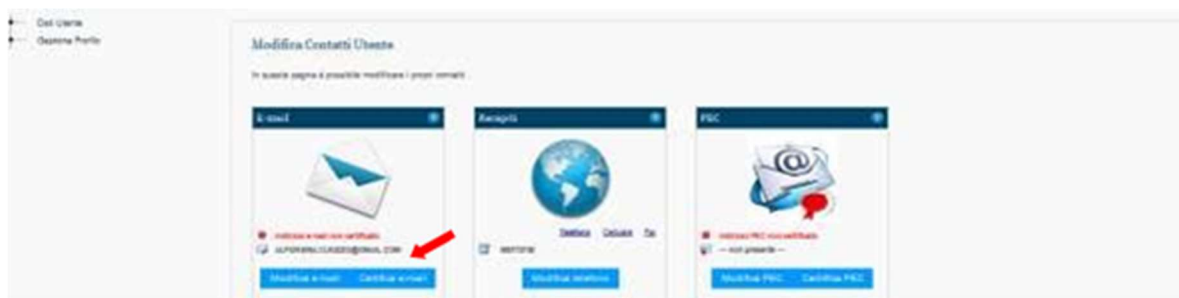 Dati Utente
Gestione Profilo
Modifica Contatti Utente
In questa pagina è possibile modificare i propri contatti
E-mail
Recapiti
PEC
Indirizzo e-mail non certificato
Telefono Cellulare Fax
Indirizzo PEC non certificato
-- non presente --
Modifica e-mail Certifica e-mail
Modifica telefono
Modifica PEC Certifica PEC